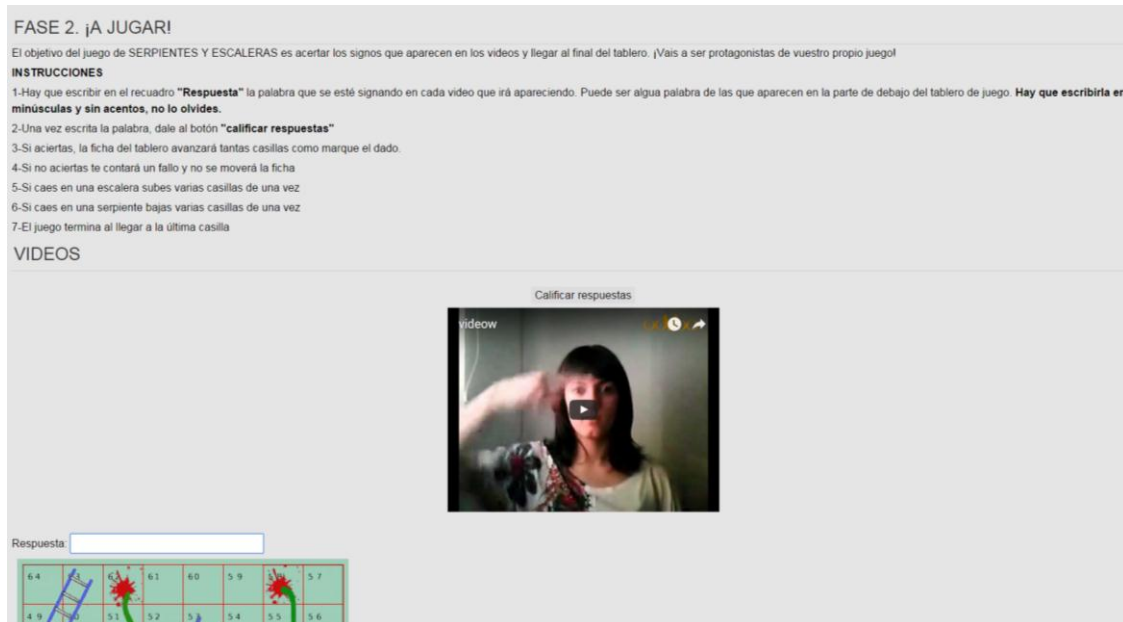 FASE 2. ¡A JUGAR!
El objetivo del juego de SERPIENTES Y ESCALERAS es acertar los signos que aparecen en los videos y llegar al final del tablero. ¡Vais a ser protagonistas de vuestro propio juego!
INSTRUCCIONES
1-Hay que escribir en el recuadro "Respuesta" la palabra que se esté signando en cada video que irá apareciendo. Puede ser algua palabra de las que aparecen en la parte de debajo del tablero de juego. Hay que escribirla en
minúsculas y sin acentos, no lo olvides.
2-Una vez escrita la palabra, dale al botón "calificar respuestas"
3-Si aciertas, la ficha del tablero avanzará tantas casillas como marque el dado.
4-Si no aciertas te contará un fallo y no se moverá la ficha
5-Si caes en una escalera subes varias casillas de una vez
6-Si caes en una serpiente bajas varias casillas de una vez
7-El juego termina al llegar a la última casilla
VIDEOS
Calificar respuestas
videow
Respuesta:
64 63 62 61 60 59 58 57
49 50 51 52 53 54 55 56